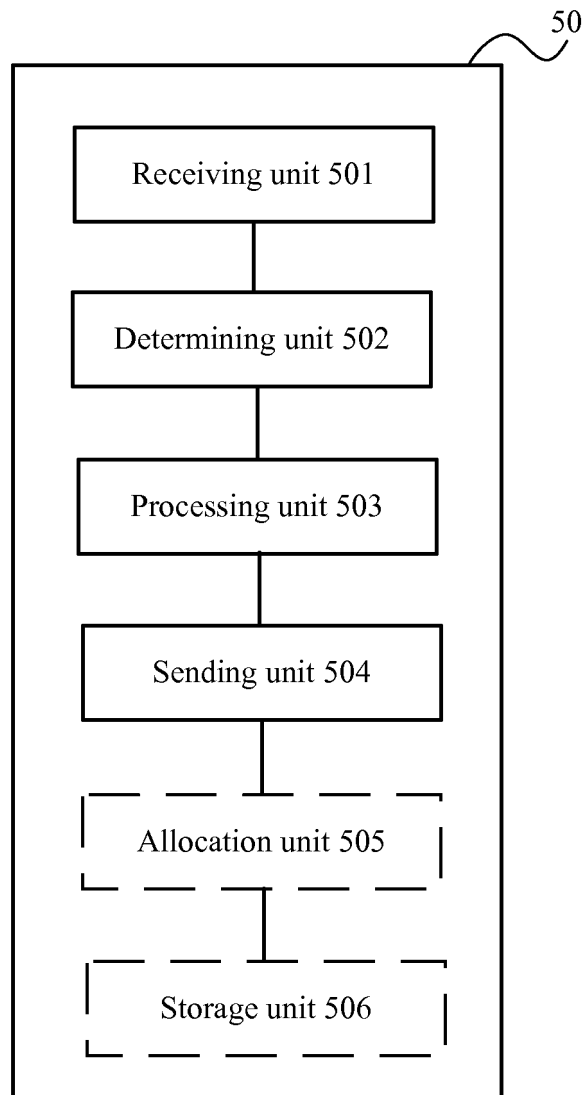 50
Receiving unit 501
Determining unit 502
Processing unit 503
Sending unit 504
Allocation unit 505
Storage unit 506